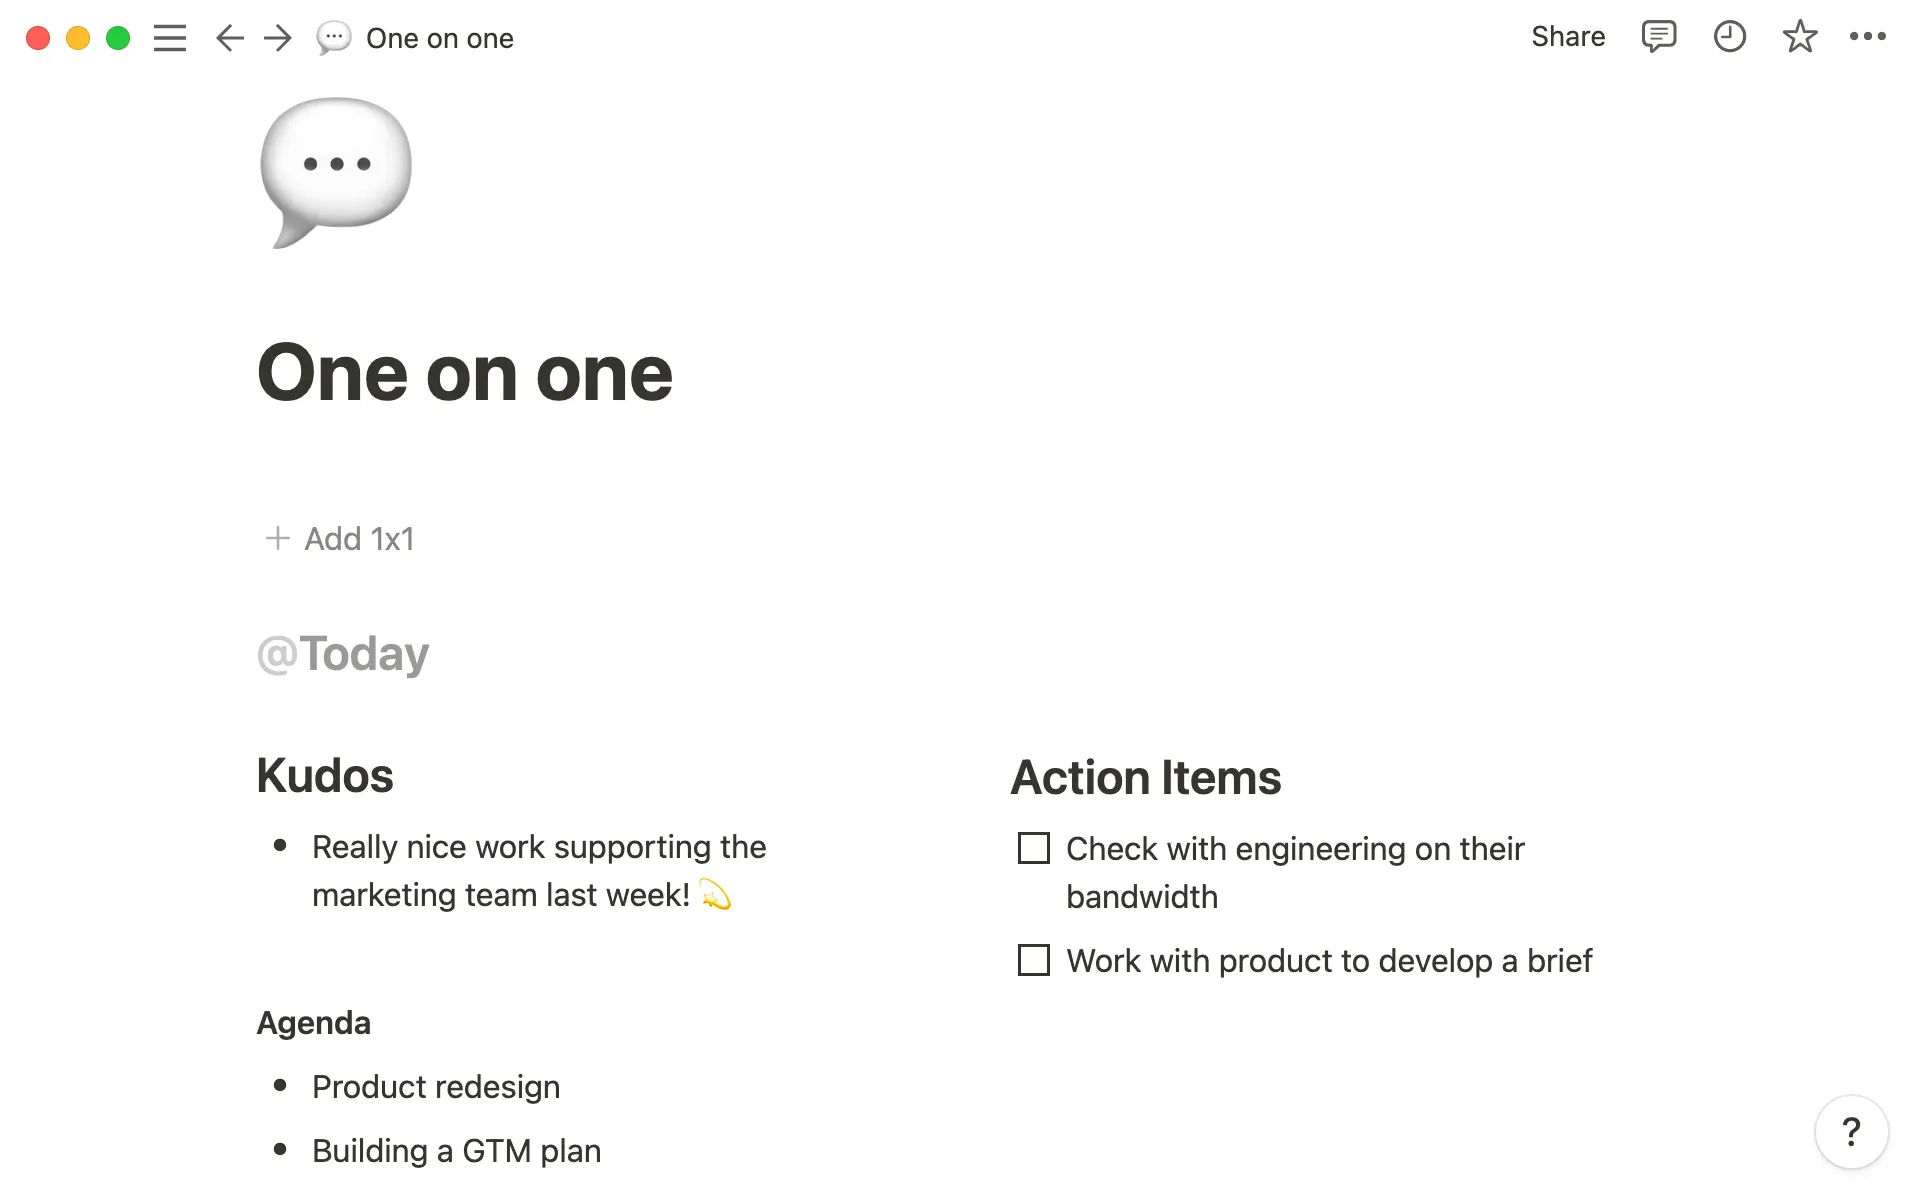 One on one
Share
One on one
Add 1x1
@Today
Kudos
Really nice work supporting the
marketing team last week! 💫
Agenda
Product redesign
Building a GTM plan
Action Items
Check with engineering on their
bandwidth
Work with product to develop a brief
?